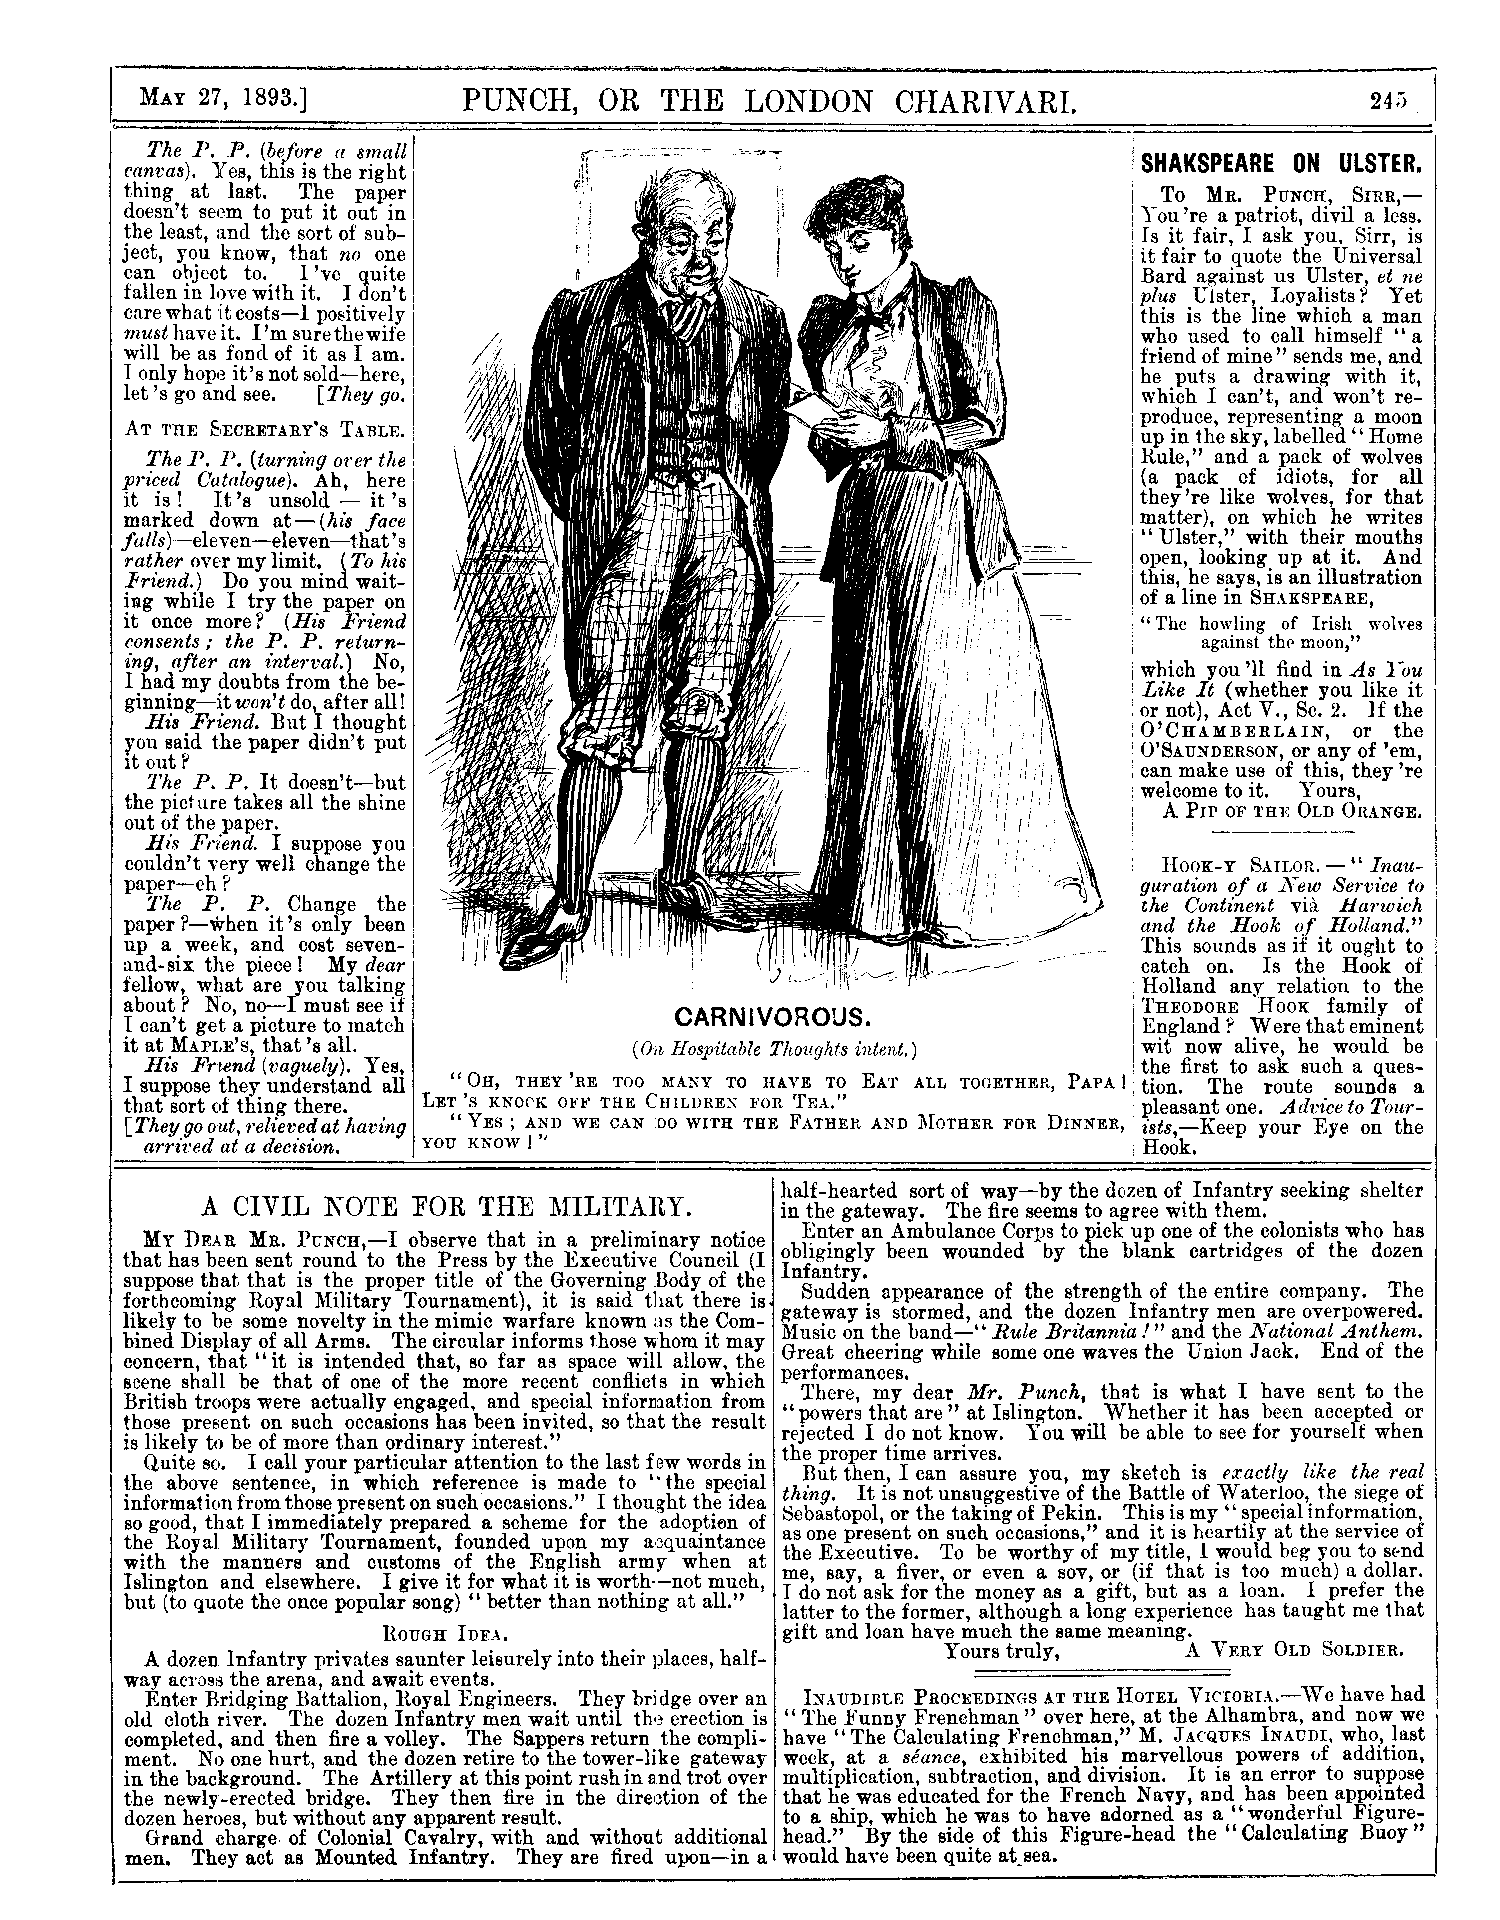 MAY 27, 1893.]
PUNCH, OR THE LONDON CHARIVARI.
245
The P. P. (before a small
canvas). Yes, this is the right
thing at last. The paper
doesn't seem to put it out in
the least, and the sort of sub-
ject, you know, that no one
can object to. I 've quite
fallen in love with it. I don't
care what it costs—I positively
must have it. I'm sure the wife
will be as fond of it as I am.
I only hope it's not sold—here,
let's go and see. [They go.
AT THE SECRETARY'S TABLE.
The P. P. (turning over the
priced Catalogue). Ah, here
it is! It's unsold — it 's
marked down at—(his face
falls)—eleven—eleven—that's
rather over my limit. (To his
Friend.) Do you mind wait-
ing while I try the paper on
it once more? (His Friend
consents; the P. P. return-
ing, after an interval.) No,
I had my doubts from the be-
ginning—it won't do, after all!
His Friend. But I thought
you said the paper didn't put
it out?
The P. P. It doesn't—but
the picture takes all the shine
out of the paper.
His Friend. I suppose you
couldn't very well change the
paper—eh?
The P. P. Change the
paper?—when it's only been
up a week, and cost seven-
and-six the piece! My dear
fellow, what are you talking
about? No, no—I must see if
I can't get a picture to match
it at MAPLE'S, that's all.
His Friend (vaguely). Yes,
I suppose they understand all
that sort of thing there.
[They go out, relieved at having
arrived at a decision.
CARNIVOROUS.
(On Hospitable Thoughts intent.)
"OH, THEY'RE TOO MANY TO HAVE TO EAT ALL TOGETHER, PAPA!
LET'S KNOCK OFF THE CHILDREN FOR TEA."
"YES; AND WE CAN DO WITH THE FATHER AND MOTHER FOR DINNER,
YOU KNOW!"
SHAKSPEARE ON ULSTER.
TO MR. PUNCH, SIRR,—
You 're a patriot, divil a less.
Is it fair, I ask you, Sirr, is
it fair to quote the Universal
Bard against us Ulster, et ne
plus Ulster, Loyalists? Yet
this is the line which a man
who used to call himself "a
friend of mine" sends me, and
he puts a drawing with it,
which I can't, and won't re-
produce, representing a moon
up in the sky, labelled "Home
Rule," and a pack of wolves
(a pack of idiots, for all
they're like wolves, for that
matter), on which he writes
"Ulster," with their mouths
open, looking up at it. And
this, he says, is an illustration
of a line in SHAKSPEARE,
"The howling of Irish wolves
against the moon,"
which you 'll find in As You
Like It (whether you like it
or not), Act V., Sc. 2. If the
O'CHAMBERLAIN, or the
O'SAUNDERSON, or any of 'em,
can make use of this, they 're
welcome to it. Yours,
A PIP OF THE OLD ORANGE.
HOOK-Y SAILOR.—"Inau-
guration of a New Service to
the Continent viâ Harwich
and the Hook of Holland."
This sounds as if it ought to
catch on. Is the Hook of
Holland any relation to the
THEODORE HOOK family of
England? Were that eminent
wit now alive, he would be
the first to ask such a ques-
tion. The route sounds a
pleasant one. Advice to Tour-
ists,—Keep your Eye on the
Hook.
A CIVIL NOTE FOR THE MILITARY.
MY DEAR MR. PUNCH,—I observe that in a preliminary notice
that has been sent round to the Press by the Executive Council (I
suppose that that is the proper title of the Governing Body of the
forthcoming Royal Military Tournament), it is said that there is
likely to be some novelty in the mimic warfare known as the Com-
bined Display of all Arms. The circular informs those whom it may
concern, that "it is intended that, so far as space will allow, the
scene shall be that of one of the more recent conflicts in which
British troops were actually engaged, and special information from
those present on such occasions has been invited, so that the result
is likely to be of more than ordinary interest."
Quite so. I call your particular attention to the last few words in
the above sentence, in which reference is made to "the special
information from those present on such occasions." I thought the idea
so good, that I immediately prepared a scheme for the adoption of
the Royal Military Tournament, founded upon my acquaintance
with the manners and customs of the English army when at
Islington and elsewhere. I give it for what it is worth—not much,
but (to quote the once popular song) "better than nothing at all."
ROUGH IDEA.
A dozen Infantry privates saunter leisurely into their places, half-
way across the arena, and await events.
Enter Bridging Battalion, Royal Engineers. They bridge over an
old cloth river. The dozen Infantry men wait until the erection is
completed, and then fire a volley. The Sappers return the compli-
ment. No one hurt, and the dozen retire to the tower-like gateway
in the background. The Artillery at this point rush in and trot over
the newly-erected bridge. They then fire in the direction of the
dozen heroes, but without any apparent result.
Grand charge of Colonial Cavalry, with and without additional
men. They act as Mounted Infantry. They are fired upon—in a
half-hearted sort of way—by the dozen of Infantry seeking shelter
in the gateway. The fire seems to agree with them.
Enter an Ambulance Corps to pick up one of the colonists who has
obligingly been wounded by the blank cartridges of the dozen
Infantry.
Sudden appearance of the strength of the entire company. The
gateway is stormed, and the dozen Infantry men are overpowered.
Music on the band—"Rule Britannia!" and the National Anthem.
Great cheering while some one waves the Union Jack. End of the
performances.
There, my dear Mr. Punch, that is what I have sent to the
"powers that are" at Islington. Whether it has been accepted or
rejected I do not know. You will be able to see for yourself when
the proper time arrives.
But then, I can assure you, my sketch is exactly like the real
thing. It is not unsuggestive of the Battle of Waterloo, the siege of
Sebastopol, or the taking of Pekin. This is my "special information,
as one present on such occasions," and it is heartily at the service of
the Executive. To be worthy of my title, I would beg you to send
me, say, a fiver, or even a sov, or (if that is too much) a dollar.
I do not ask for the money as a gift, but as a loan. I prefer the
latter to the former, although a long experience has taught me that
gift and loan have much the same meaning.
Yours truly, A VERY OLD SOLDIER.
INAUDIBLE PROCEEDINGS AT THE HOTEL VICTORIA.—We have had
"The Funny Frenchman" over here, at the Alhambra, and now we
have "The Calculating Frenchman," M. JACQUES INAUDI, who, last
week, at a séance, exhibited his marvellous powers of addition,
multiplication, subtraction, and division. It is an error to suppose
that he was educated for the French Navy, and has been appointed
to a ship, which he was to have adorned as a "wonderful Figure-
head." By the side of this Figure-head the "Calculating Buoy"
would have been quite at sea.